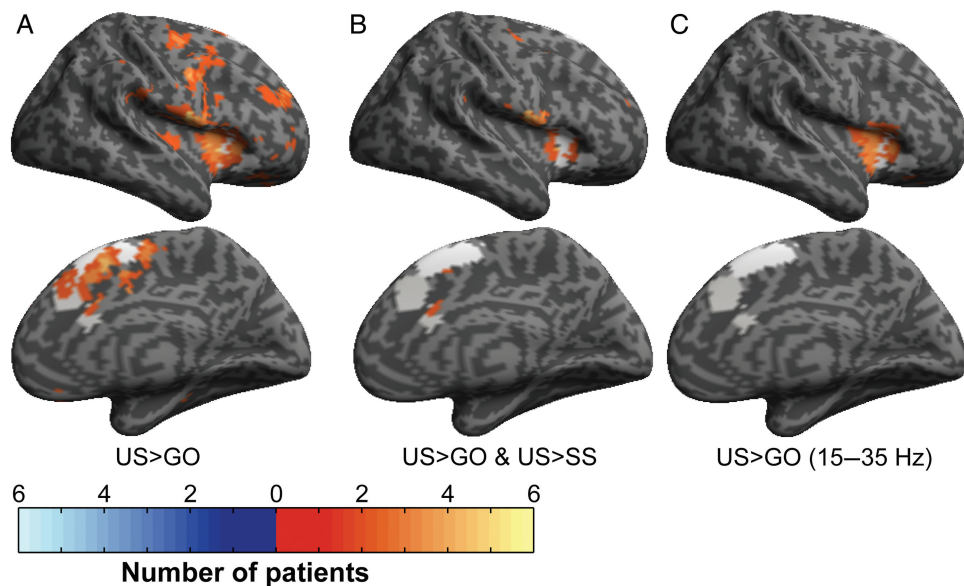 A B C
US>GO US>GO & US>SS US>GO (15–35 Hz)
6 4 2 0 2 4 6
Number of patients